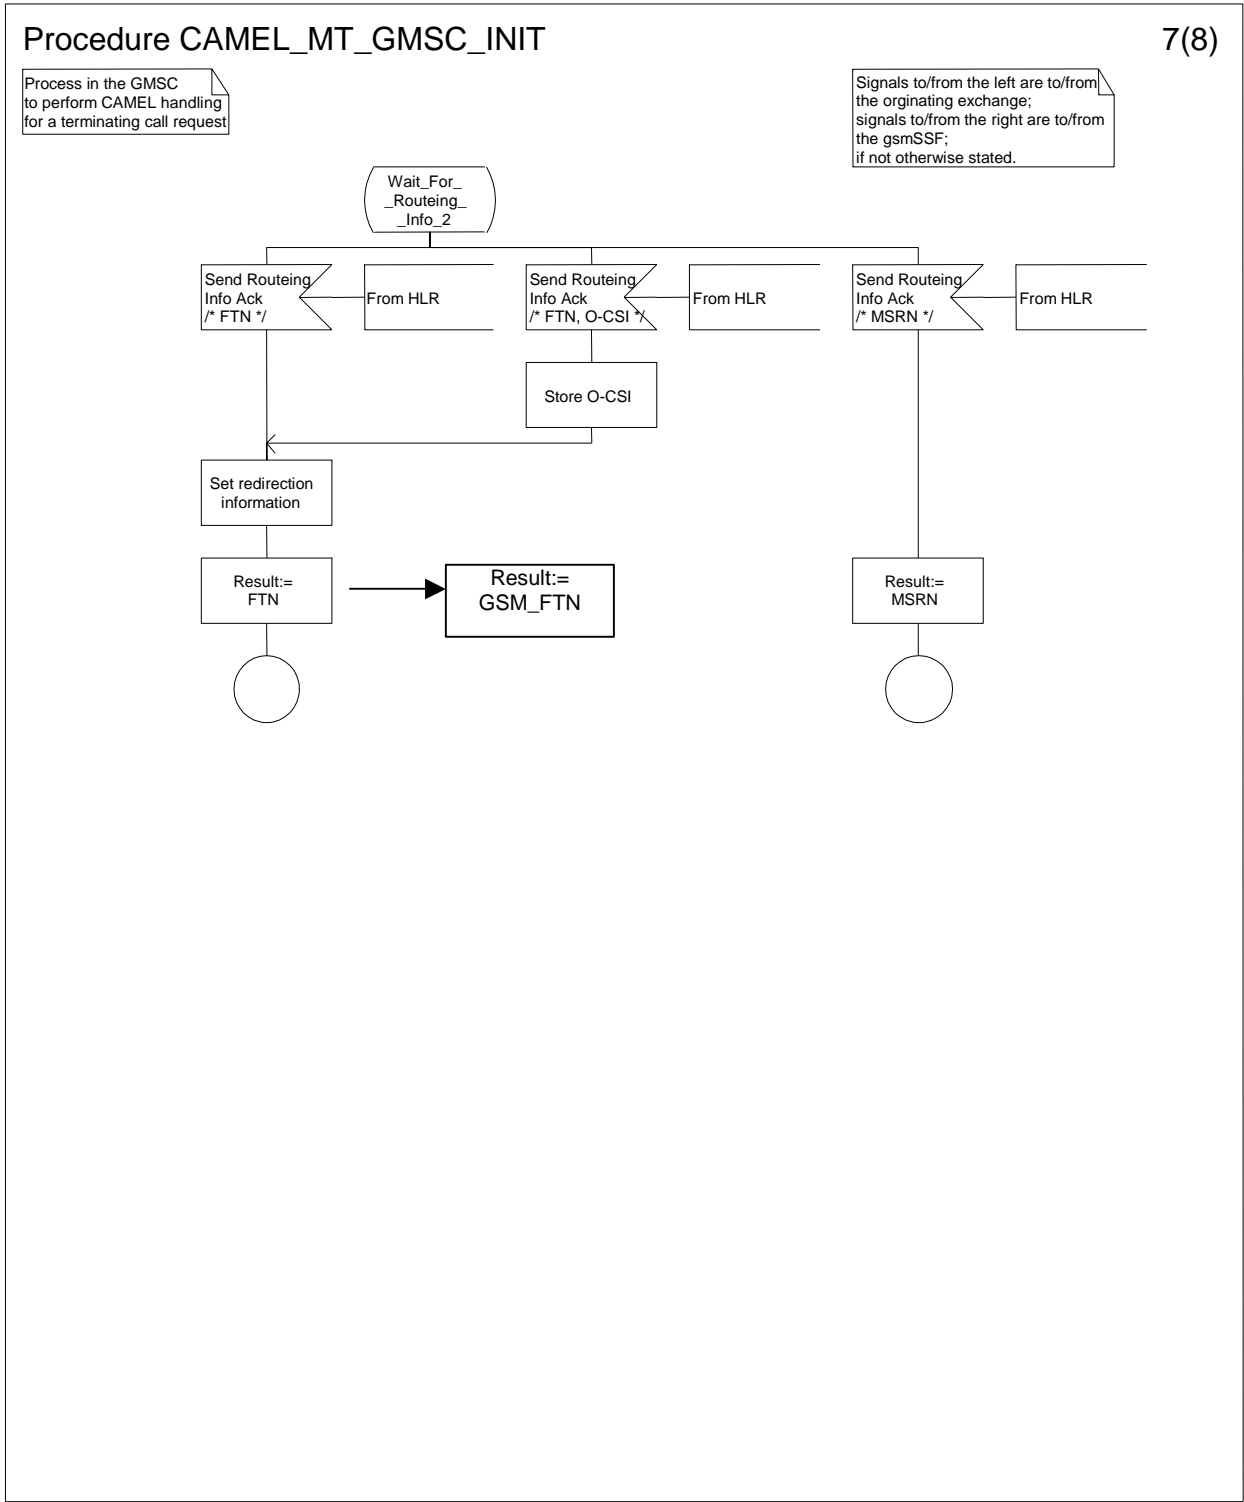 Procedure CAMEL_MT_GMSC_INIT
7(8)
Process in the GMSC
to perform CAMEL handling
for a terminating call request
Signals to/from the left are to/from
the orginating exchange;
signals to/from the right are to/from
the gsmSSF;
if not otherwise stated.
Wait_For_
_Routeing_
_Info_2
Send Routeing
Info Ack
/* FTN */
From HLR
Send Routeing
Info Ack
/* FTN, O-CSI */
From HLR
Send Routeing
Info Ack
/* MSRN */
From HLR
Store O-CSI
Set redirection
information
Result:=
FTN
Result:=
GSM_FTN
Result:=
MSRN